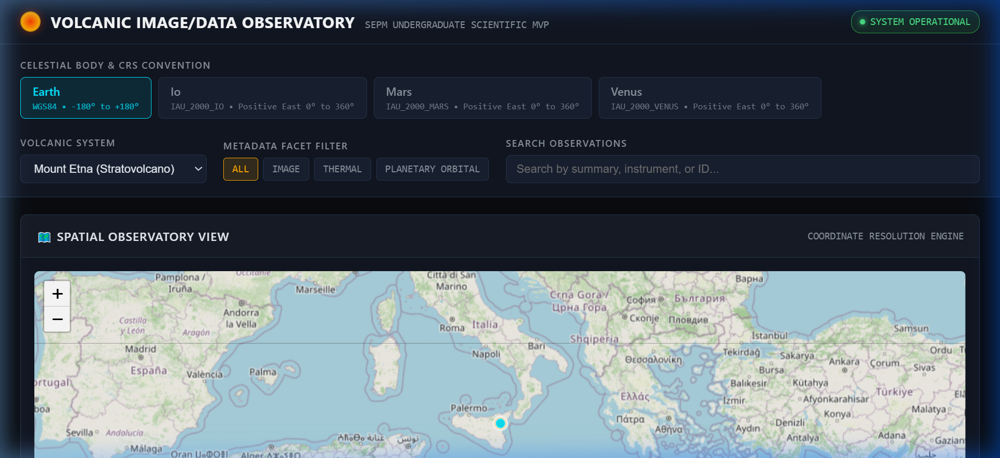 VOLCANIC IMAGE/DATA OBSERVATORY
SEPM UNDERGRADUATE SCIENTIFIC MVP
SYSTEM OPERATIONAL
CELESTIAL BODY & CRS CONVENTION
Earth
WGS84 • -180° to +180°
Io
IAU_2000_IO • Positive East 0° to 360°
Mars
IAU_2000_MARS • Positive East 0° to 360°
Venus
IAU_2000_VENUS • Positive East 0° to 360°
VOLCANIC SYSTEM
METADATA FACET FILTER
SEARCH OBSERVATIONS
Mount Etna (Stratovolcano)
ALL
IMAGE
THERMAL
PLANETARY ORBITAL
Search by summary, instrument, or ID...
SPATIAL OBSERVATORY VIEW
COORDINATE RESOLUTION ENGINE
+
−
Pamplona /
Iruña
Occitanie
Marseille
Città di San
Marino
Варна
Crna Gora /
Црна Гора
София
България
Andorra
la Vella
Castilla
y León
Aragón
Roma
Italia
Скопје
Пловдив
Shqipëria
İstanbul
Samsun
Madrid
Bari
Napoli
Θεσσαλονίκη
Tekirdağ
Sakarya
Ankara
Çorum
Ordu
España
València
Palma
Bursa
Sivas
ortugal
Balıkesir
Kütahya
Ελλάς
Türkiye
İzmir
Afyonkarahisar
Palermo
Πάτρα
Konya
Malatya
boa
Sevilla
Andalucía
Αθήνα
Aydın
Denizli
Antalya
Adana
Gazian
عنابة
تونس
Málaga
Oran
Alger
حلب